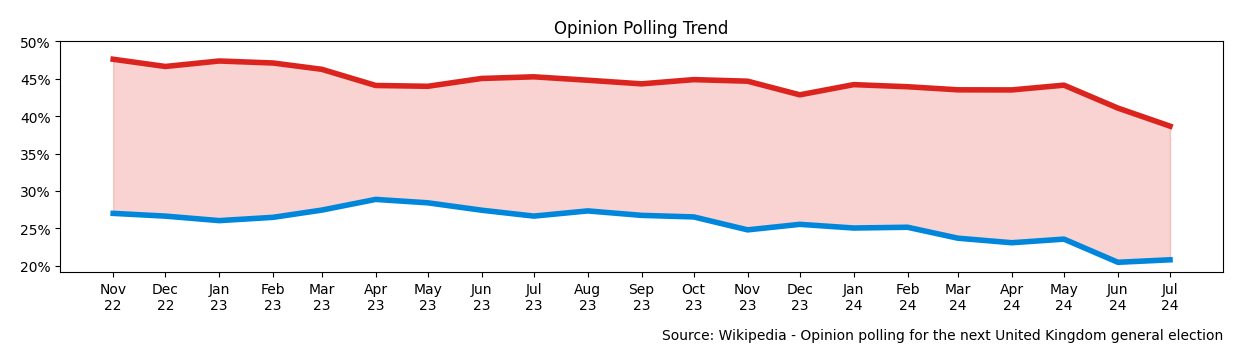 Opinion Polling Trend
50%
45%
40%
35%
30%
25%
20%
Nov Dec Jan Feb Mar Apr May Jun Jul Aug Sep Oct Nov Dec Jan Feb Mar Apr May Jun Jul
22 22 23 23 23 23 23 23 23 23 23 23 23 23 24 24 24 24 24 24 24
Source: Wikipedia - Opinion polling for the next United Kingdom general election